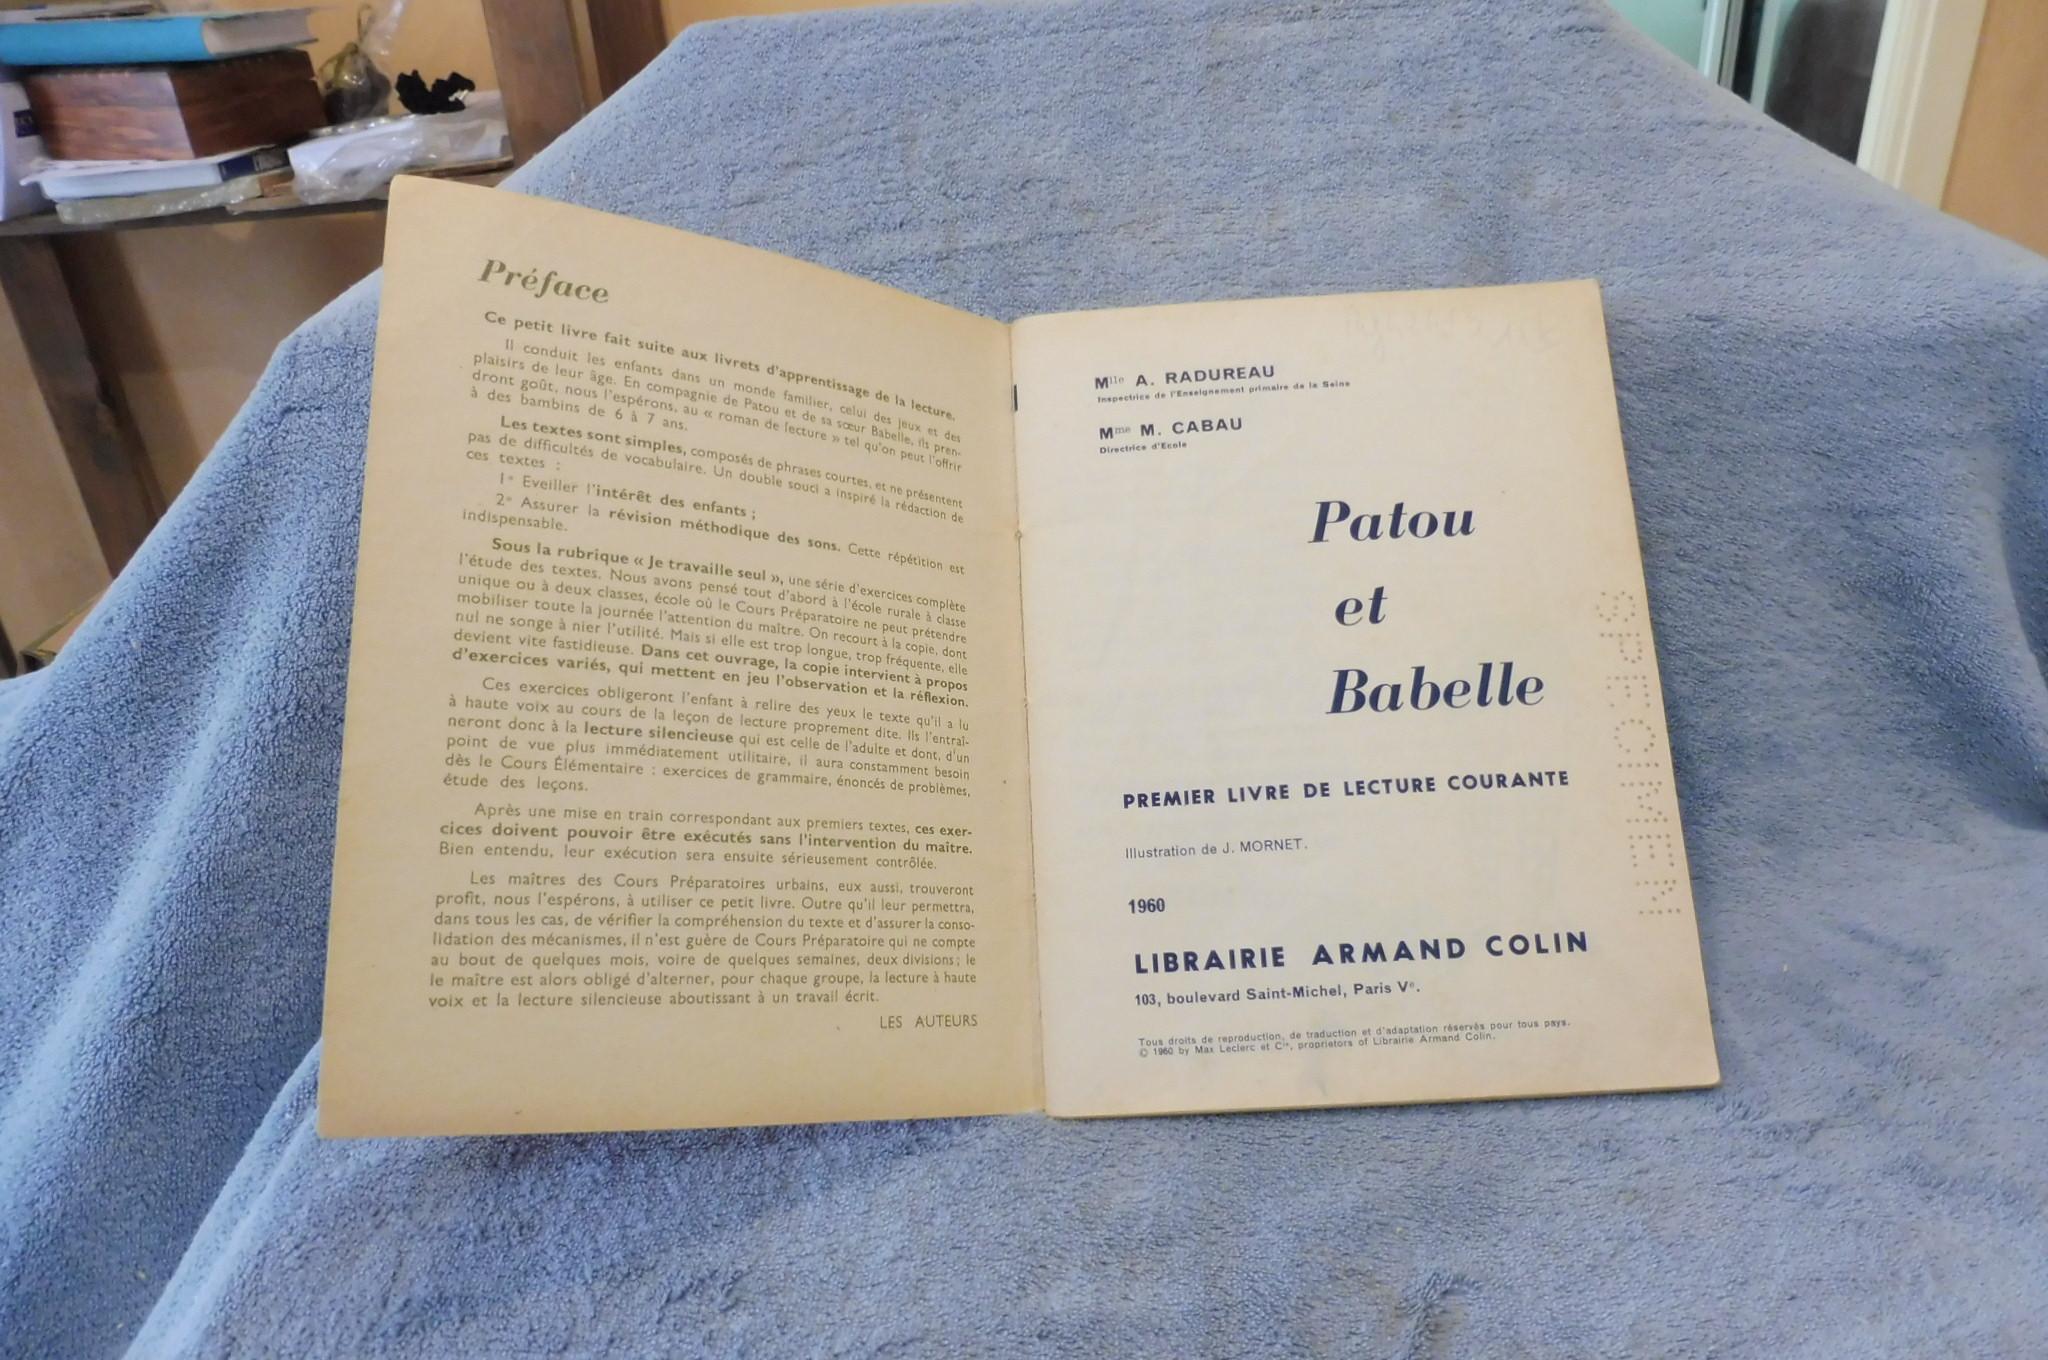 Préface
Ce petit livre fait suite aux livrets d'apprentissage de la lecture.
Il conduit les enfants dans un monde familier, celui des jeux et des
plaisirs de leur âge. En compagnie de Patou et de sa sœur Babelle, ils pren-
dront goût, nous l'espérons, au « roman de lecture » tel qu'on peut l'offrir
à des bambins de 6 à 7 ans.
Les textes sont simples, composés de phrases courtes, et ne présentent
pas de difficultés de vocabulaire. Un double souci a inspiré la rédaction de
ces textes :
1° Eveiller l'intérêt des enfants ;
2° Assurer la révision méthodique des sons. Cette répétition est
indispensable.
Sous la rubrique « Je travaille seul », une série d'exercices complète
l'étude des textes. Nous avons pensé tout d'abord à l'école rurale à classe
unique ou à deux classes, école où le Cours Préparatoire ne peut prétendre
mobiliser toute la journée l'attention du maître. On recourt à la copie, dont
nul ne songe à nier l'utilité. Mais si elle est trop longue, trop fréquente, elle
devient vite fastidieuse. Dans cet ouvrage, la copie intervient à propos
d'exercices variés, qui mettent en jeu l'observation et la réflexion.
Ces exercices obligeront l'enfant à relire des yeux le texte qu'il a lu
à haute voix au cours de la leçon de lecture proprement dite. Ils l'entraî-
neront donc à la lecture silencieuse qui est celle de l'adulte et dont, d'un
point de vue plus immédiatement utilitaire, il aura constamment besoin
dès le Cours Élémentaire : exercices de grammaire, énoncés de problèmes,
étude des leçons.
Après une mise en train correspondant aux premiers textes, ces exer-
cices doivent pouvoir être exécutés sans l'intervention du maître.
Bien entendu, leur exécution sera ensuite sérieusement contrôlée.
Les maîtres des Cours Préparatoires urbains, eux aussi, trouveront
profit, nous l'espérons, à utiliser ce petit livre. Outre qu'il leur permettra,
dans tous les cas, de vérifier la compréhension du texte et d'assurer la conso-
lidation des mécanismes, il n'est guère de Cours Préparatoire qui ne compte
au bout de quelques mois, voire de quelques semaines, deux divisions ; le
le maître est alors obligé d'alterner, pour chaque groupe, la lecture à haute
voix et la lecture silencieuse aboutissant à un travail écrit.
LES AUTEURS
Mlle A. RADUREAU
Inspectrice de l'Enseignement primaire de la Seine
Mme M. CABAU
Directrice d'Ecole
Patou
et
Babelle
PREMIER LIVRE DE LECTURE COURANTE
Illustration de J. MORNET.
1960
LIBRAIRIE ARMAND COLIN
103, boulevard Saint-Michel, Paris Ve.
Tous droits de reproduction, de traduction et d'adaptation réservés pour tous pays.
© 1960 by Max Leclerc et Cie, proprietors of Librairie Armand Colin.
SPECIMEN